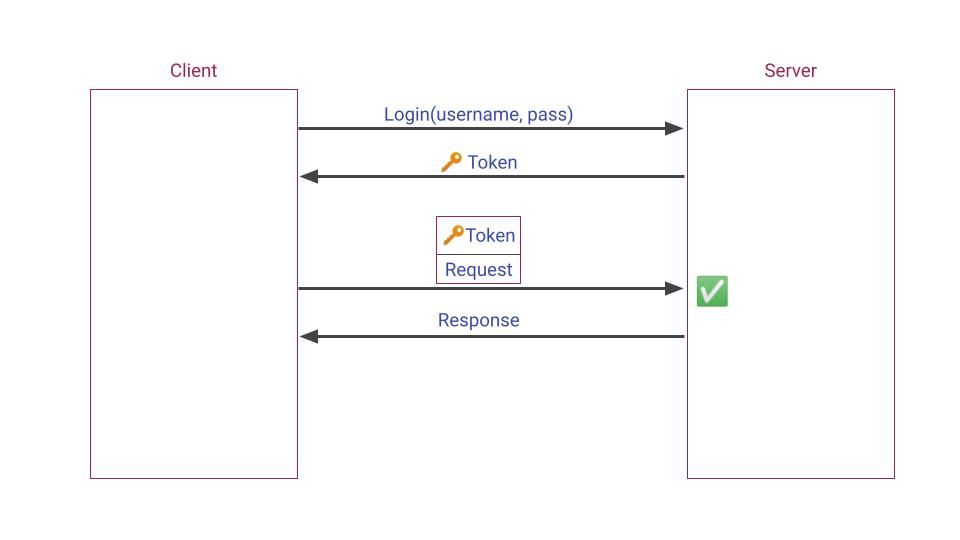 Client
Server
Login(username, pass)
Token
Token
Request
Response